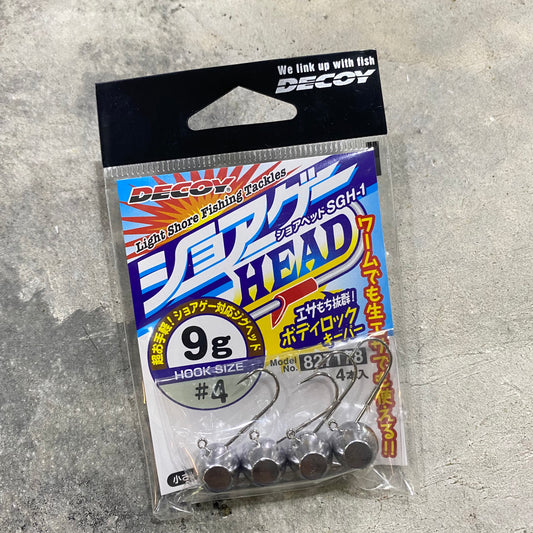 We link up with fish
DECOY
DECOY
Light Shore Fishing Tackles
ショアゲー
ショアヘッド SGH-1
HEAD
ワームでも生エサでも使える!!
超お手軽!ショアゲー対応ジグヘッド
エサもち抜群!
ボディロック
キーパー
9g
HOOK SIZE
#4
Model No.
4本入
小さ